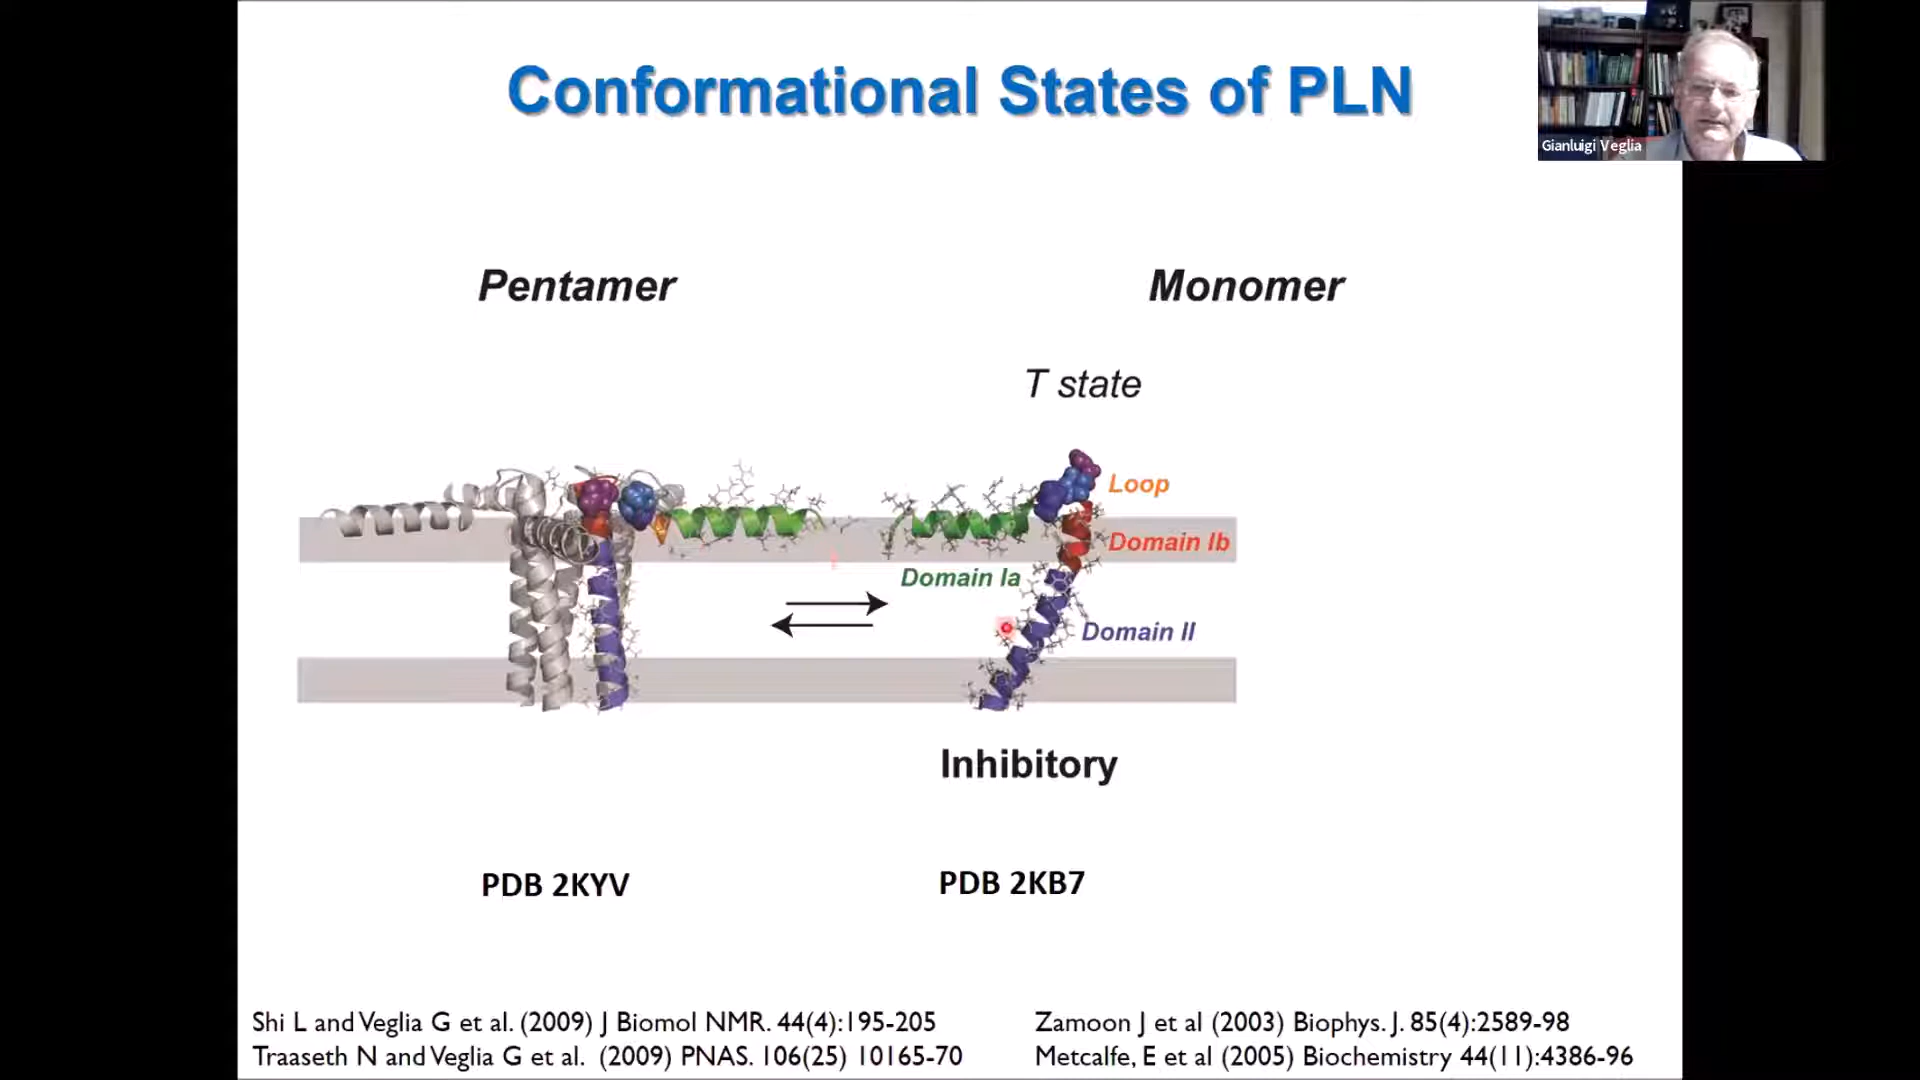 Conformational States of PLN
Gianluigi Veglia
Pentamer
Monomer
T state
Loop
Domain Ib
Domain Ia
Domain II
Inhibitory
PDB 2KYV
PDB 2KB7
Shi L and Veglia G et al. (2009) J Biomol NMR. 44(4):195-205
Traaseth N and Veglia G et al. (2009) PNAS. 106(25) 10165-70
Zamoon J et al (2003) Biophys. J. 85(4):2589-98
Metcalfe, E et al (2005) Biochemistry 44(11):4386-96